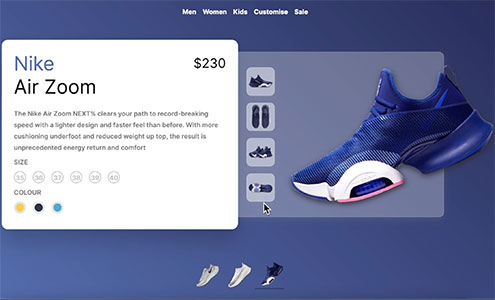 Men Women Kids Customise Sale
Nike
$230
Air Zoom
The Nike Air Zoom NEXT% clears your path to record-breaking
speed with a lighter design and faster feel than before. With more
cushioning underfoot and reduced weight up top, the result is
unprecedented energy return and comfort
SIZE
35 36 37 38 39 40
COLOUR